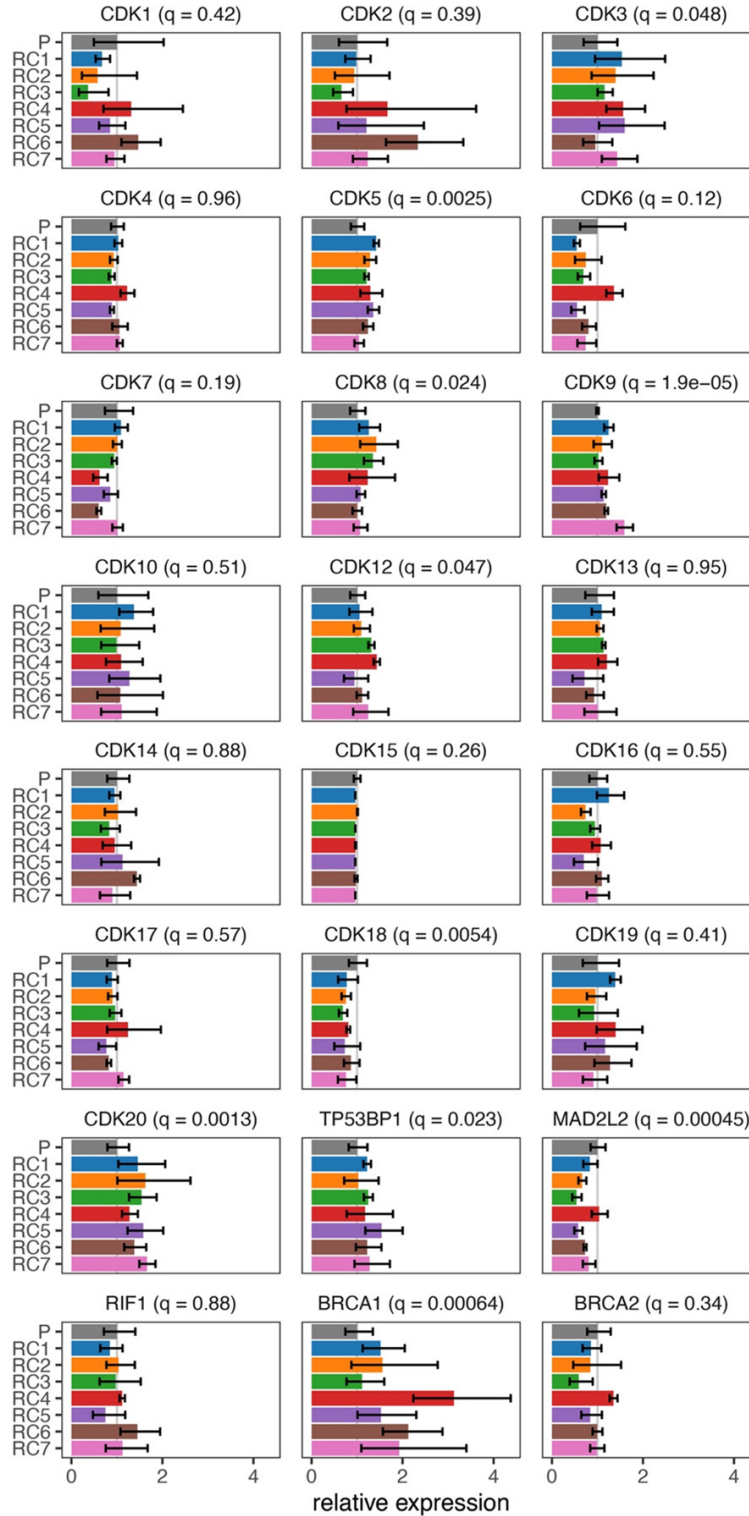 CDK1 (q = 0.42) CDK2 (q = 0.39) CDK3 (q = 0.048)
P
RC1
RC2
RC3
RC4
RC5
RC6
RC7
CDK4 (q = 0.96) CDK5 (q = 0.0025) CDK6 (q = 0.12)
P
RC1
RC2
RC3
RC4
RC5
RC6
RC7
CDK7 (q = 0.19) CDK8 (q = 0.024) CDK9 (q = 1.9e−05)
P
RC1
RC2
RC3
RC4
RC5
RC6
RC7
CDK10 (q = 0.51) CDK12 (q = 0.047) CDK13 (q = 0.95)
P
RC1
RC2
RC3
RC4
RC5
RC6
RC7
CDK14 (q = 0.88) CDK15 (q = 0.26) CDK16 (q = 0.55)
P
RC1
RC2
RC3
RC4
RC5
RC6
RC7
CDK17 (q = 0.57) CDK18 (q = 0.0054) CDK19 (q = 0.41)
P
RC1
RC2
RC3
RC4
RC5
RC6
RC7
CDK20 (q = 0.0013) TP53BP1 (q = 0.023) MAD2L2 (q = 0.00045)
P
RC1
RC2
RC3
RC4
RC5
RC6
RC7
RIF1 (q = 0.88) BRCA1 (q = 0.00064) BRCA2 (q = 0.34)
P
RC1
RC2
RC3
RC4
RC5
RC6
RC7
0 2 4 0 2 4 0 2 4
relative expression